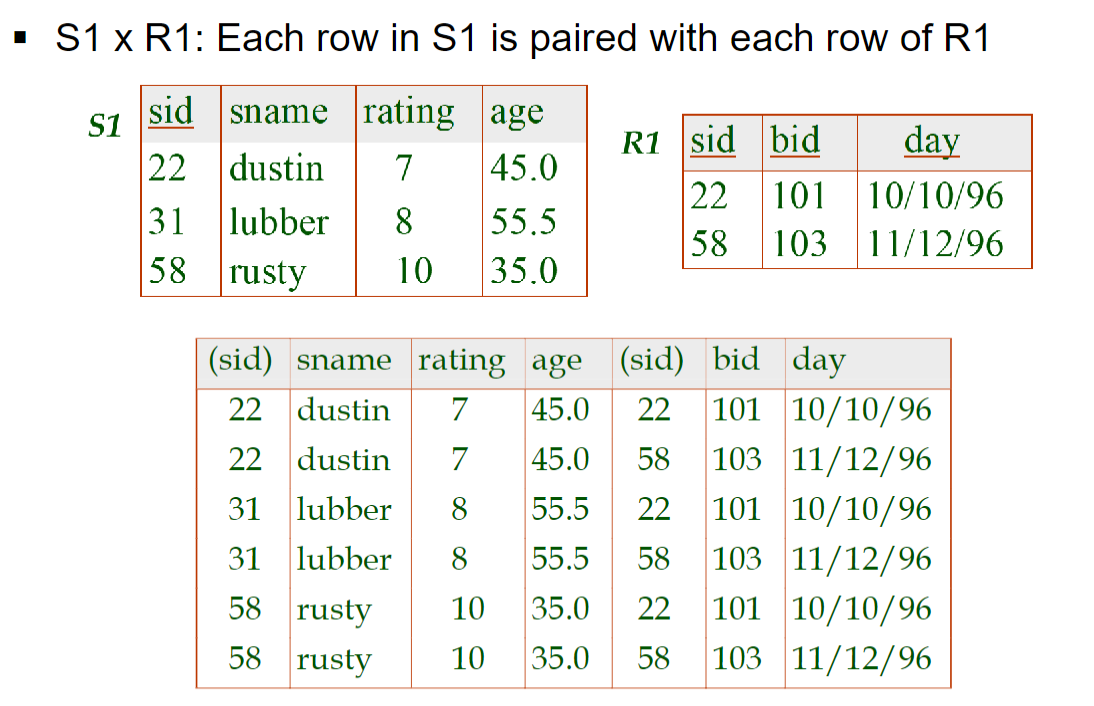 ▪ S1 x R1: Each row in S1 is paired with each row of R1
S1
sid sname rating age
22 dustin 7 45.0
31 lubber 8 55.5
58 rusty 10 35.0
R1
sid bid day
22 101 10/10/96
58 103 11/12/96
(sid) sname rating age (sid) bid day
22 dustin 7 45.0 22 101 10/10/96
22 dustin 7 45.0 58 103 11/12/96
31 lubber 8 55.5 22 101 10/10/96
31 lubber 8 55.5 58 103 11/12/96
58 rusty 10 35.0 22 101 10/10/96
58 rusty 10 35.0 58 103 11/12/96